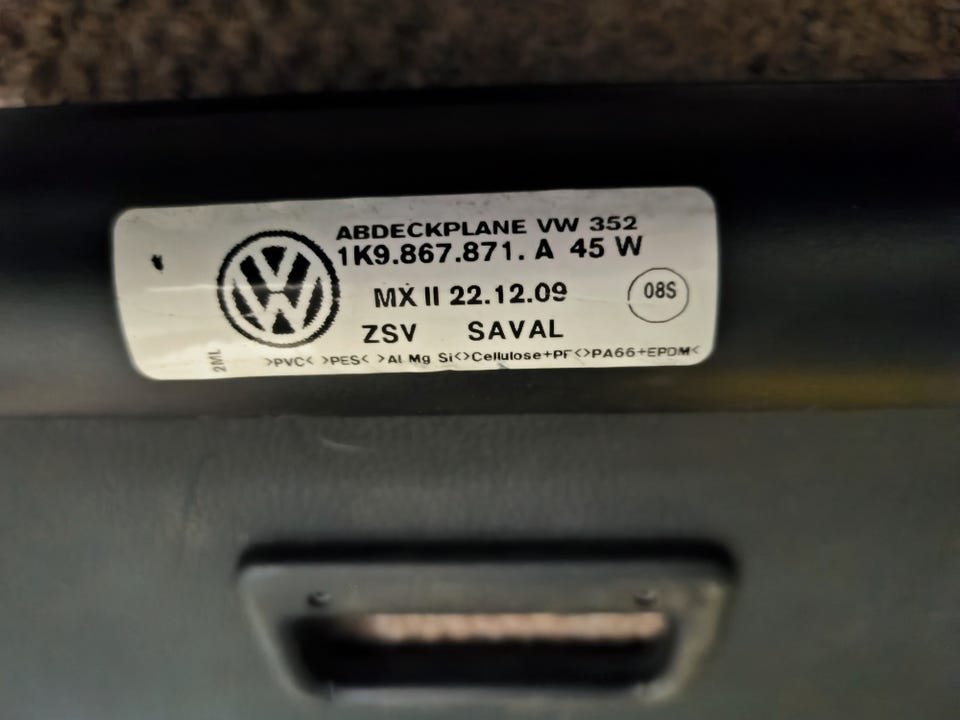 ABDECKPLANE VW 352
1K9.867.871. A 45 W
MX II 22.12.09
08S
ZSV SAVAL
2ML
>PVC< >PES< >Al Mg Si<>Cellulose+PF<>PA66+EPDM<